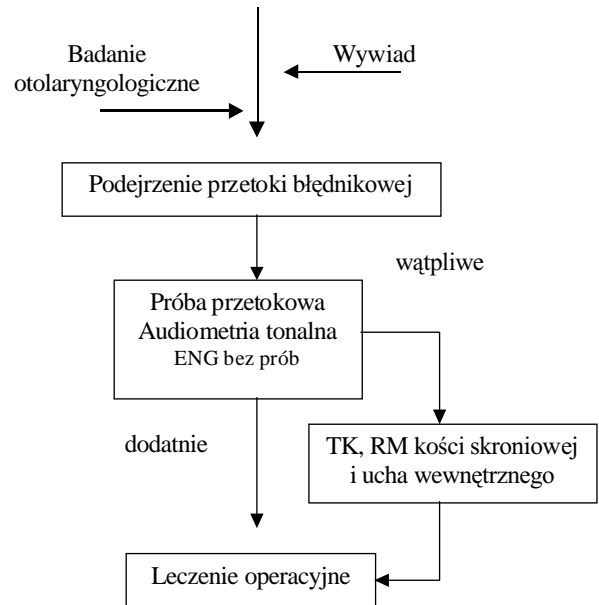 Badanie
otolaryngologiczne
Wywiad
Podejrzenie przetoki błędnikowej
wątpliwe
Próba przetokowa
Audiometria tonalna
ENG bez prób
dodatnie
TK, RM kości skroniowej
i ucha wewnętrznego
Leczenie operacyjne